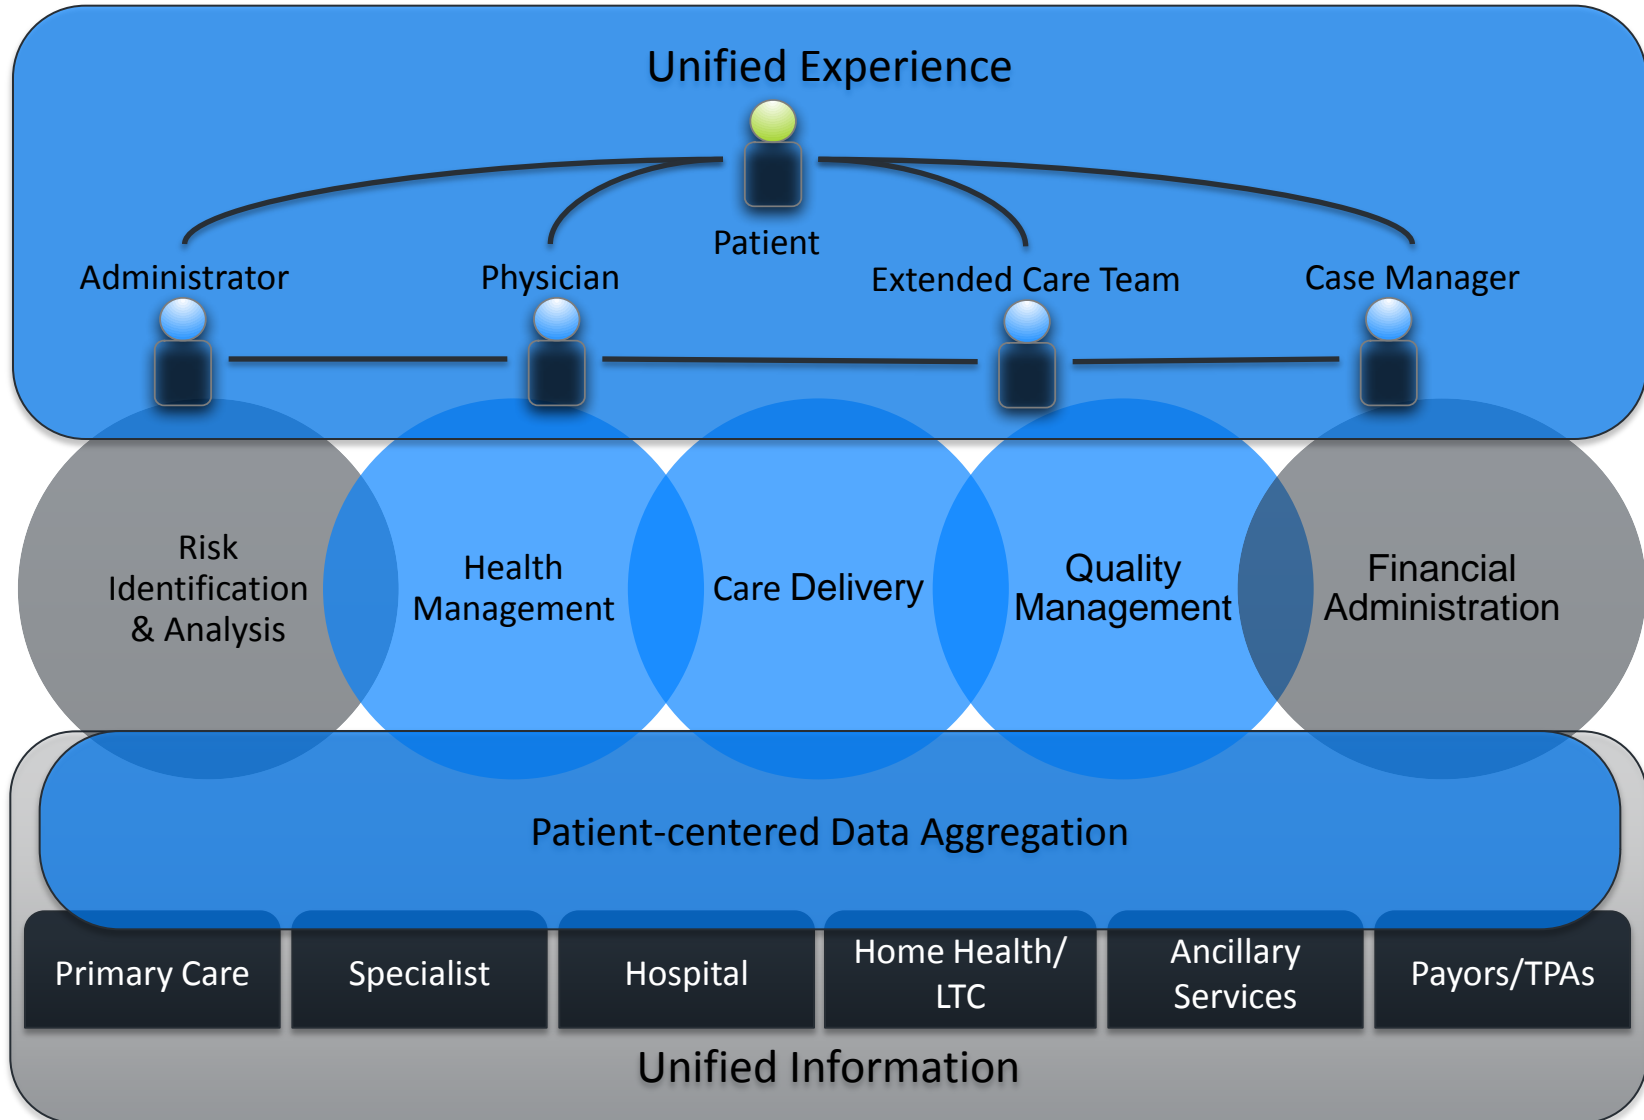 Unified Experience
Patient
Administrator
Physician
Extended Care Team
Case Manager
Risk
Identification
& Analysis
Health
Management
Care Delivery
Quality
Management
Financial
Administration
Patient-centered Data Aggregation
Primary Care
Specialist
Hospital
Home Health/
LTC
Ancillary
Services
Payors/TPAs
Unified Information